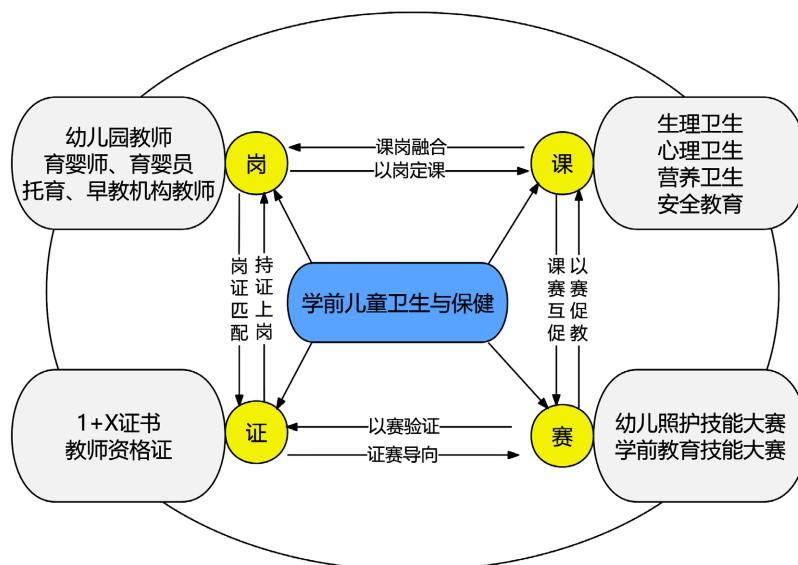 幼儿园教师
育婴师、育婴员
托育、早教机构教师
岗
课岗融合
以岗定课
课
生理卫生
心理卫生
营养卫生
安全教育
岗证匹配
持证上岗
学前儿童卫生与保健
课赛互促
以赛促教
1+X证书
教师资格证
证
以赛验证
证赛导向
赛
幼儿照护技能大赛
学前教育技能大赛